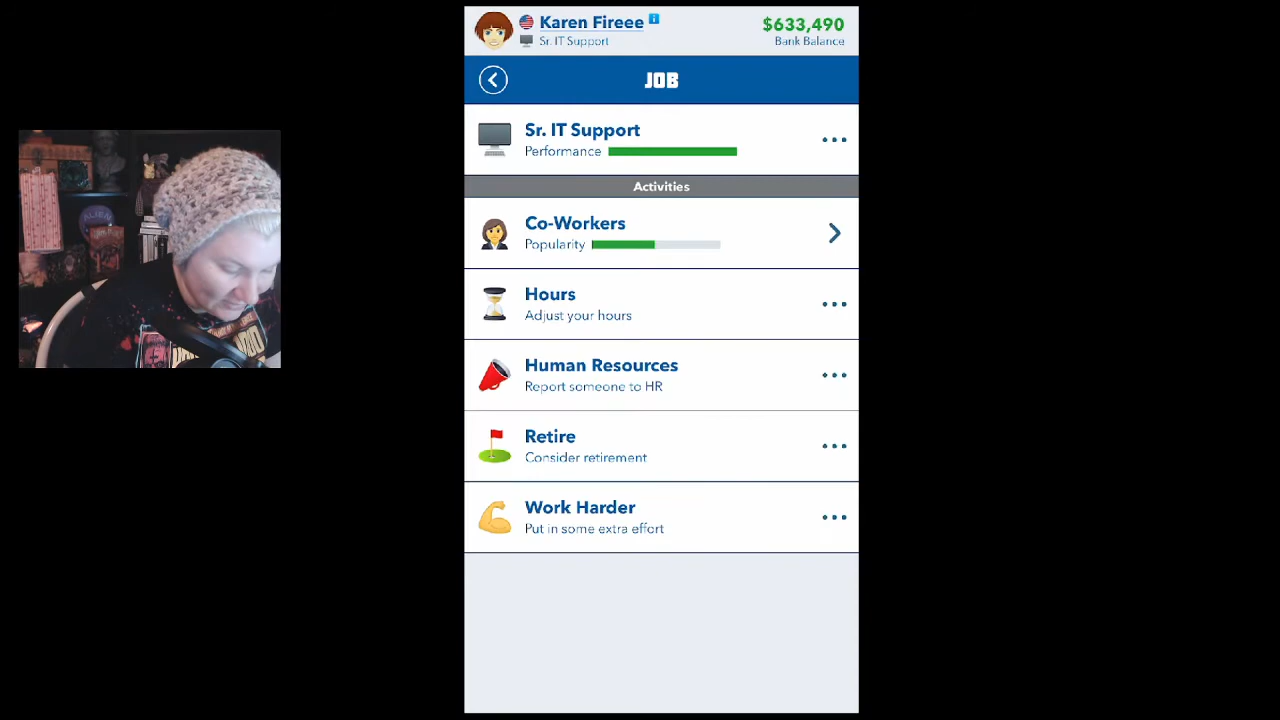 Karen Fireee
Sr. IT Support
$633,490
Bank Balance
JOB
Sr. IT Support
Performance
Activities
Co-Workers
Popularity
Hours
Adjust your hours
Human Resources
Report someone to HR
Retire
Consider retirement
Work Harder
Put in some extra effort
ALIEN